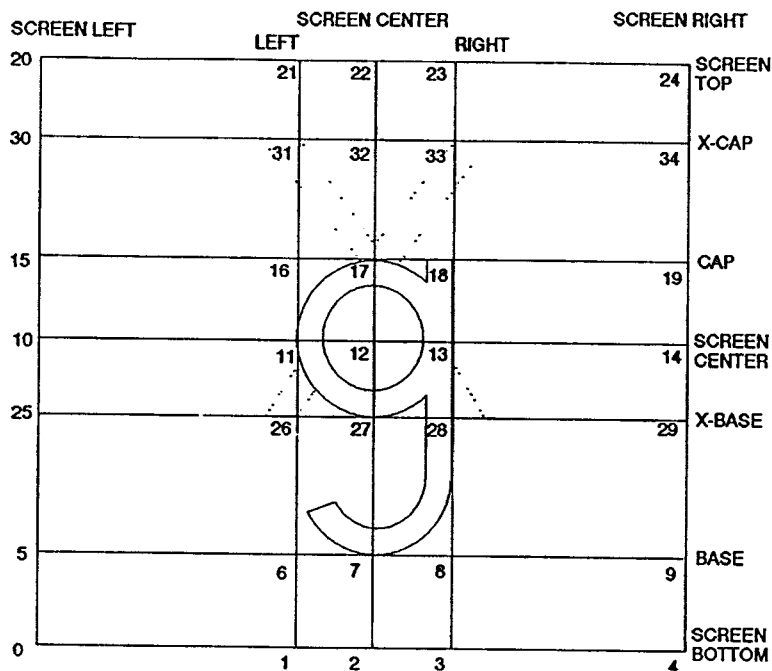 SCREEN LEFT SCREEN CENTER SCREEN RIGHT
LEFT RIGHT
20 21 22 23 24 SCREEN TOP
30 31 32 33 34 X-CAP
15 16 17 18 19 CAP
10 11 12 13 14 SCREEN CENTER
25 26 27 28 29 X-BASE
g
5 6 7 8 9 BASE
0 1 2 3 4 SCREEN BOTTOM